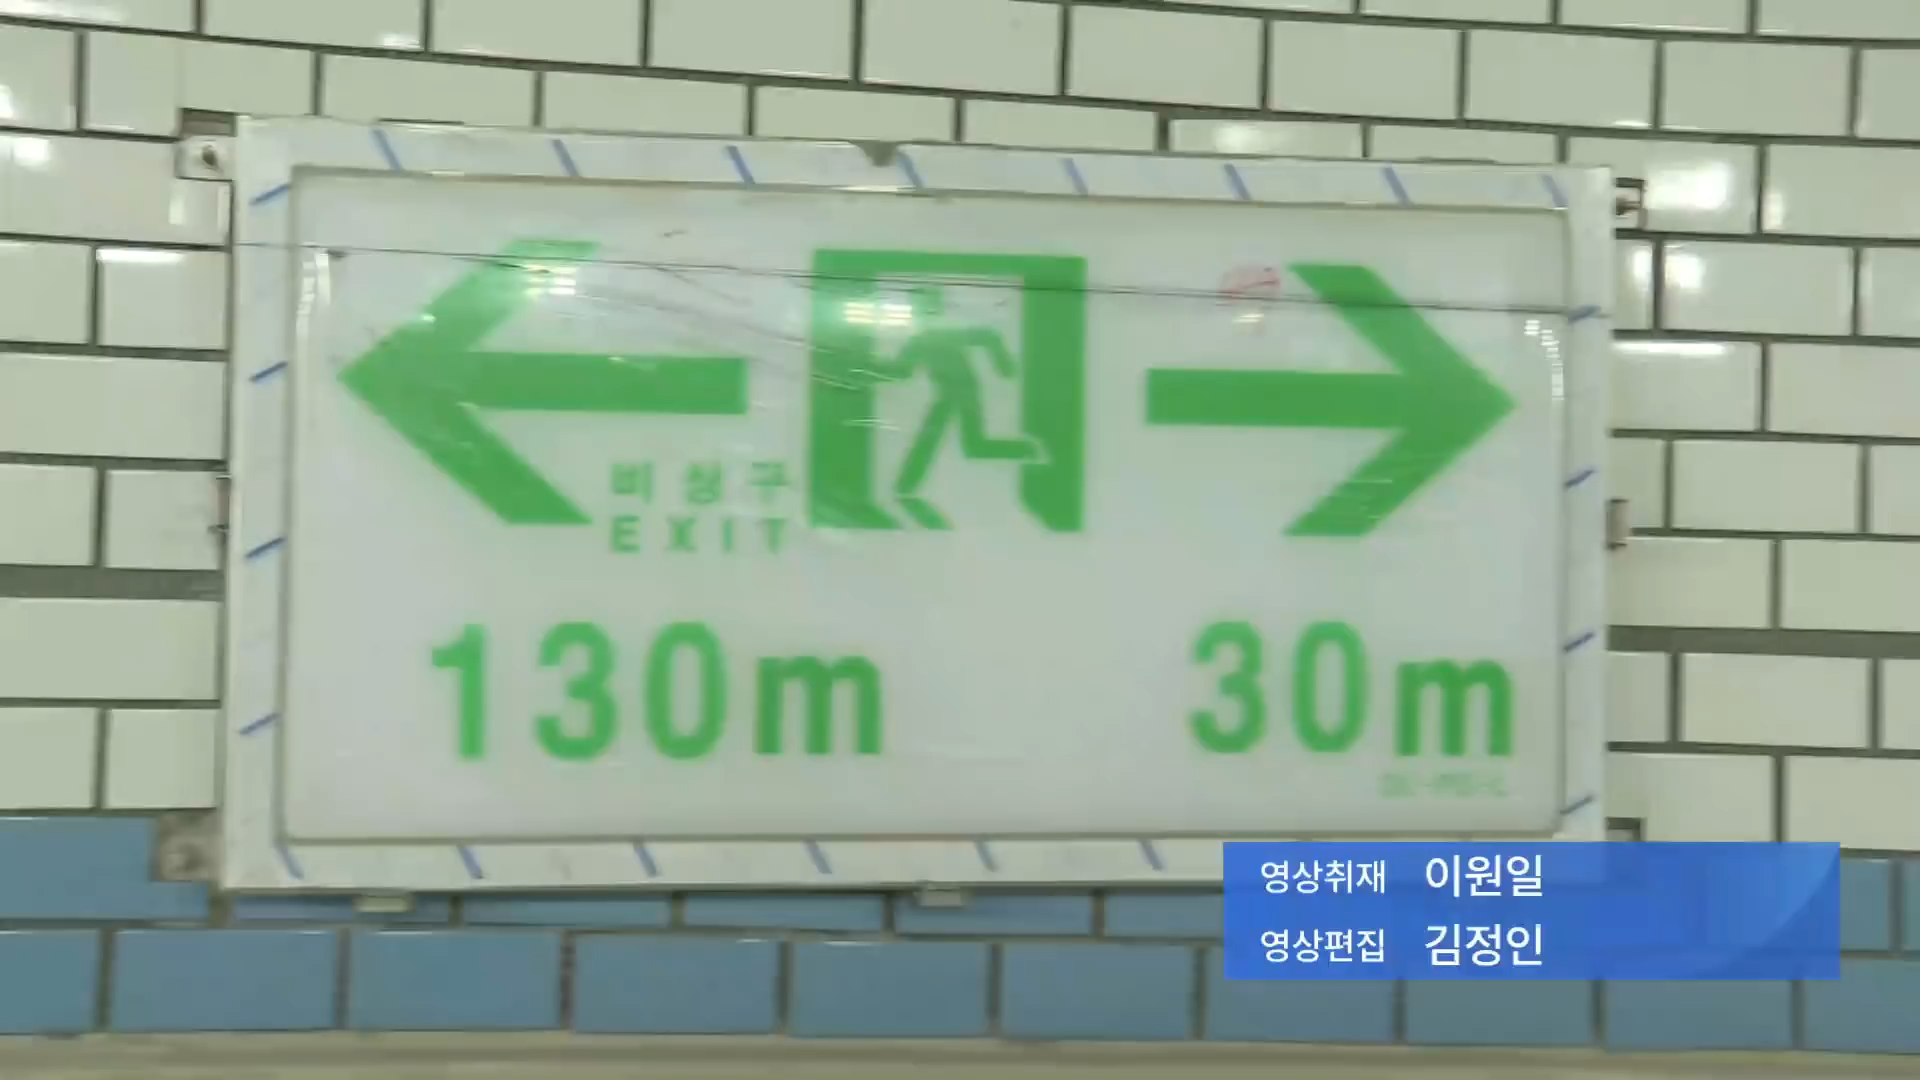 비상구
EXIT
130m 30m
영상취재 이원일
영상편집 김정인